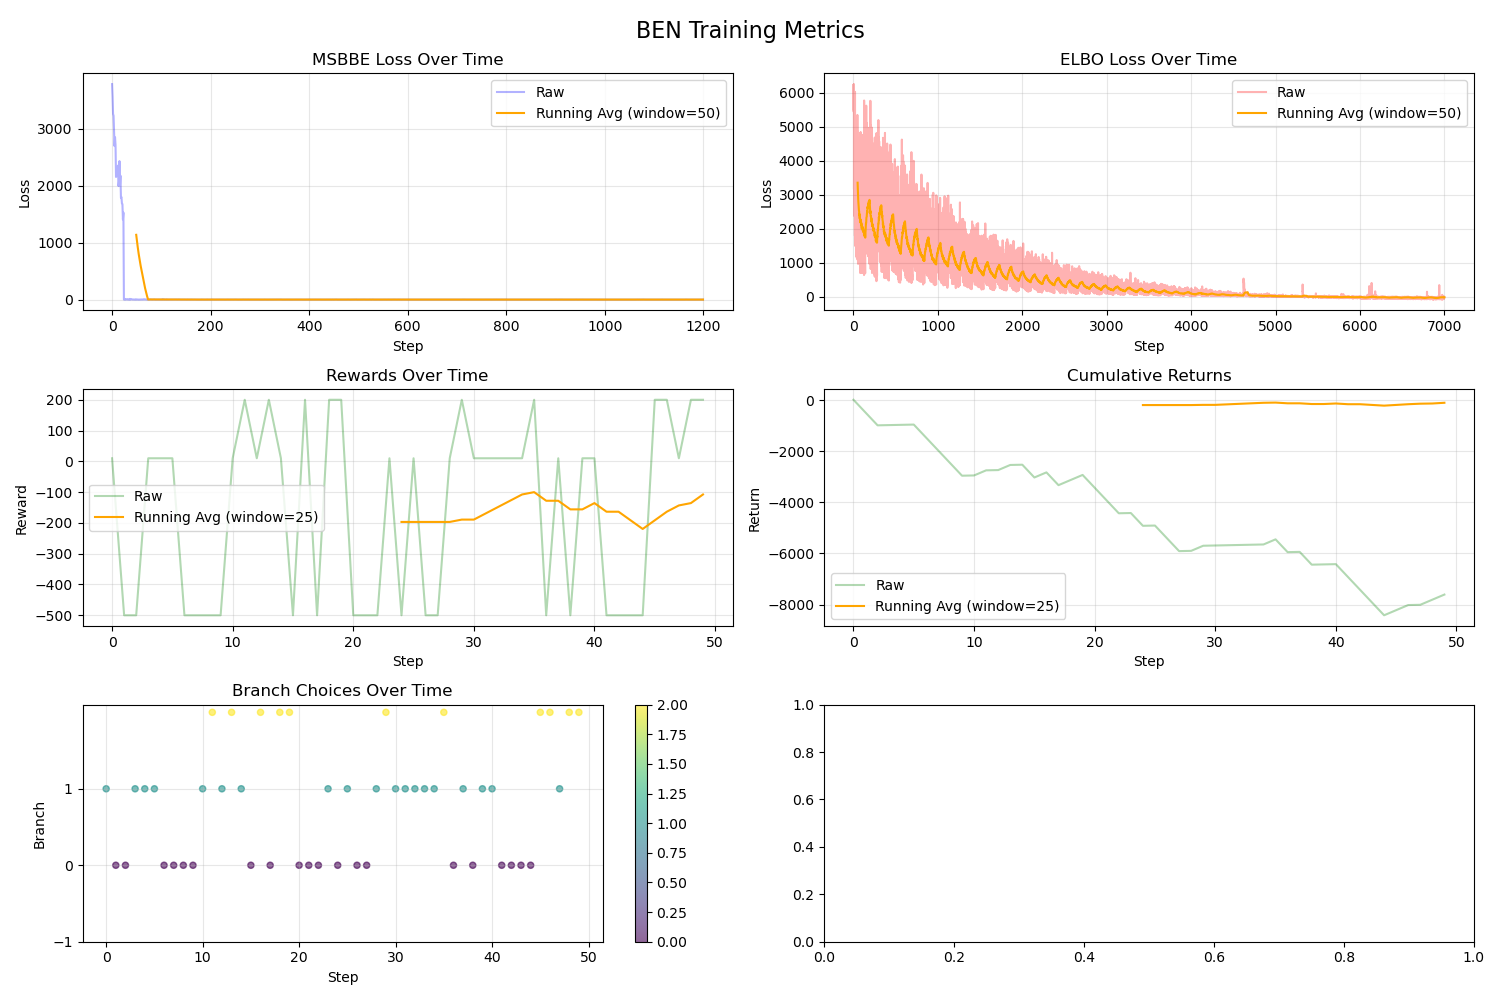 BEN Training Metrics
MSBBE Loss Over Time
Loss
3000
2000
1000
0
Raw
Running Avg (window=50)
0 200 400 600 800 1000 1200
Step
ELBO Loss Over Time
Loss
6000
5000
4000
3000
2000
1000
0
Raw
Running Avg (window=50)
0 1000 2000 3000 4000 5000 6000 7000
Step
Rewards Over Time
Reward
200
100
0
−100
−200
−300
−400
−500
Raw
Running Avg (window=25)
0 10 20 30 40 50
Step
Cumulative Returns
Return
0
−2000
−4000
−6000
−8000
Raw
Running Avg (window=25)
0 10 20 30 40 50
Step
Branch Choices Over Time
Branch
1
0
−1
0 10 20 30 40 50
Step
2.00
1.75
1.50
1.25
1.00
0.75
0.50
0.25
0.00
1.0
0.8
0.6
0.4
0.2
0.0
0.0 0.2 0.4 0.6 0.8 1.0